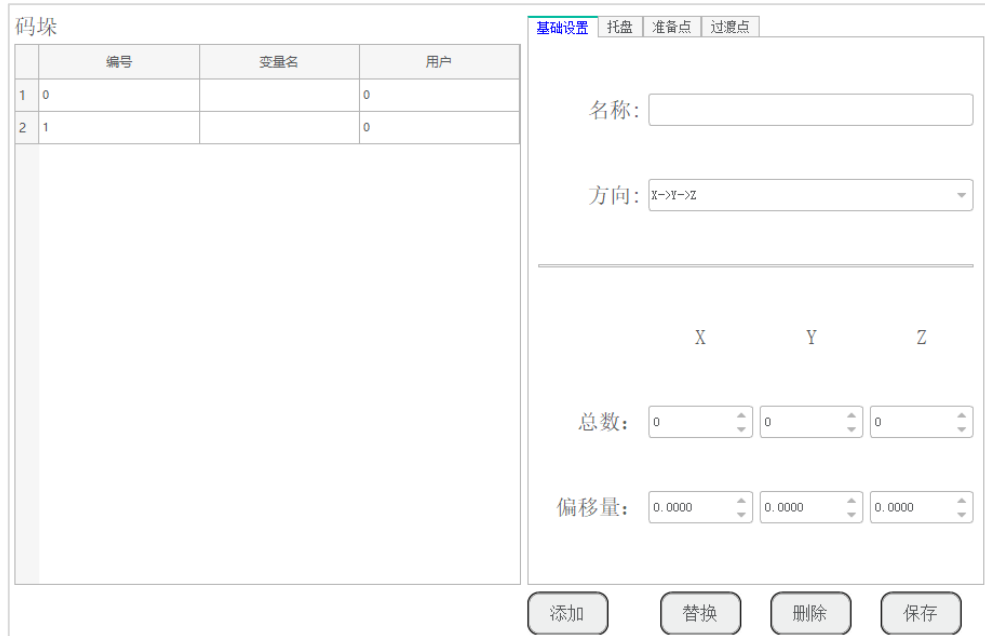 码垛
编号 变量名 用户
1 0 0
2 1 0
基础设置 托盘 准备点 过渡点
名称:
方向: X->Y->Z
X Y Z
总数: 0 0 0
偏移量: 0.0000 0.0000 0.0000
添加 替换 删除 保存